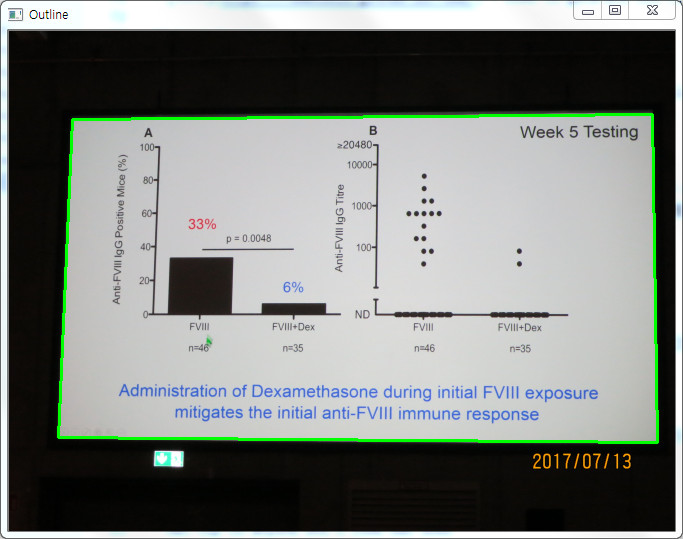 Outline
A
Anti-FVIII IgG Positive Mice (%)
100
80
60
40
20
0
33%
p = 0.0048
6%
FVIII
FVIII+Dex
n=46
n=35
B
Week 5 Testing
Anti-FVIII IgG Titre
≥20480
10000
1000
100
ND
FVIII
FVIII+Dex
n=46
n=35
Administration of Dexamethasone during initial FVIII exposure
mitigates the initial anti-FVIII immune response
2017/07/13